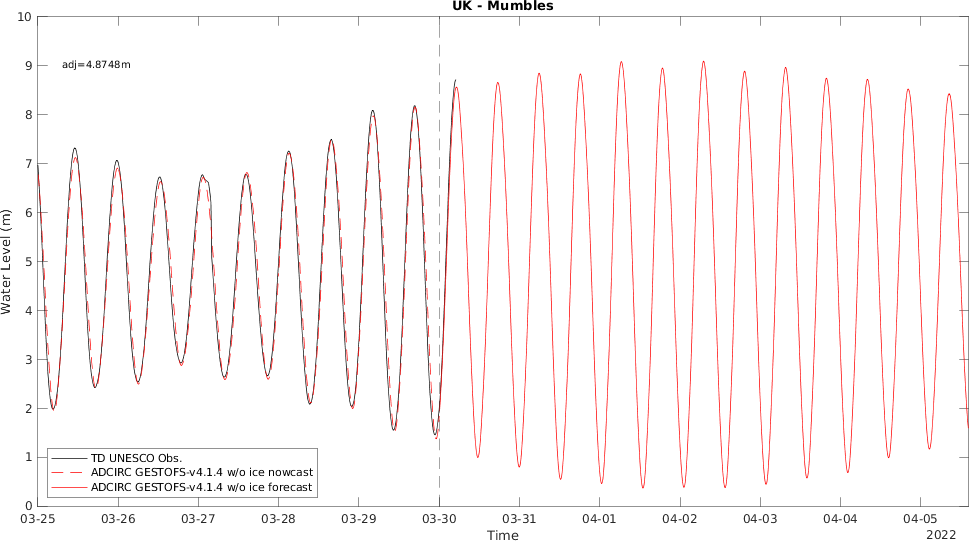 UK - Mumbles
10
9
8
7
6
5
4
3
2
1
0
Water Level (m)
adj=4.8748m
TD UNESCO Obs.
ADCIRC GESTOFS-v4.1.4 w/o ice nowcast
ADCIRC GESTOFS-v4.1.4 w/o ice forecast
03-25 03-26 03-27 03-28 03-29 03-30 03-31 04-01 04-02 04-03 04-04 04-05
Time
2022